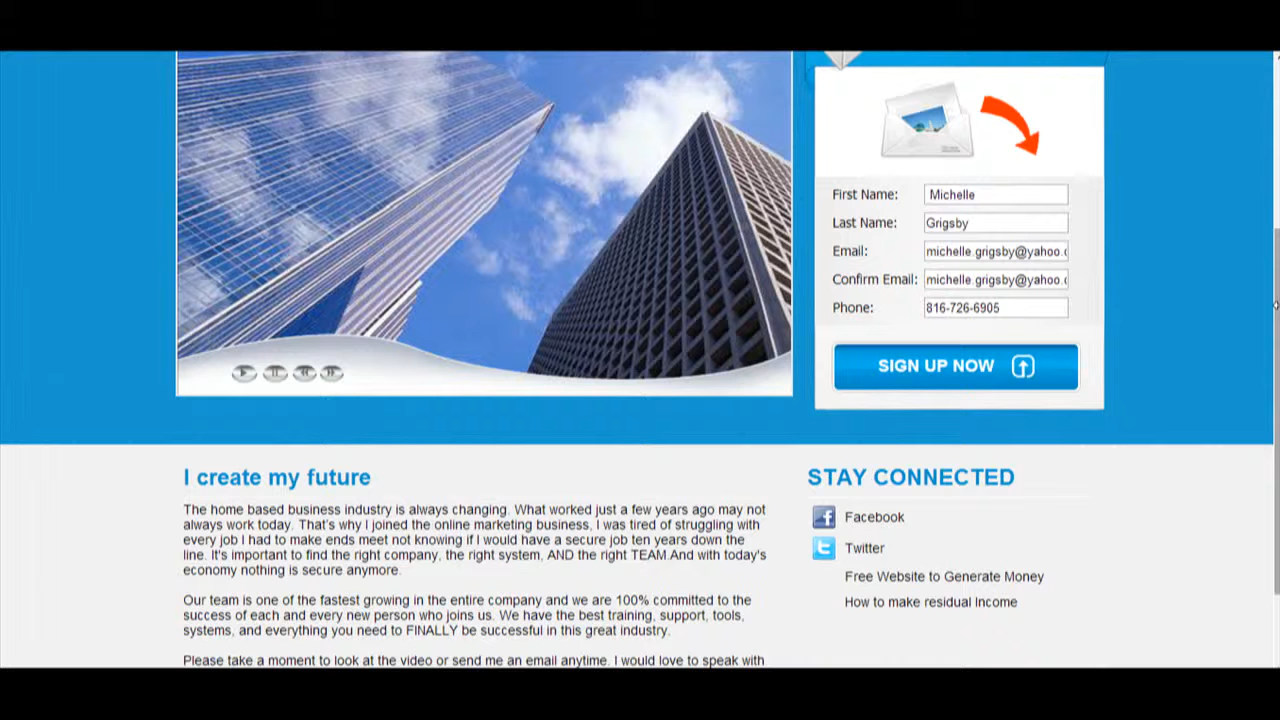 First Name: Michelle
Last Name: Grigsby
Email: michelle.grigsby@yahoo.
Confirm Email: michelle.grigsby@yahoo.
Phone: 816-726-6905
SIGN UP NOW
I create my future
The home based business industry is always changing. What worked just a few years ago may not
always work today. That's why I joined the online marketing business, I was tired of struggling with
every job I had to make ends meet not knowing if I would have a secure job ten years down the
line. It's important to find the right company, the right system, AND the right TEAM.And with today's
economy nothing is secure anymore.
Our team is one of the fastest growing in the entire company and we are 100% committed to the
success of each and every new person who joins us. We have the best training, support, tools,
systems, and everything you need to FINALLY be successful in this great industry.
Please take a moment to look at the video or send me an email anytime. I would love to speak with
STAY CONNECTED
Facebook
Twitter
Free Website to Generate Money
How to make residual Income